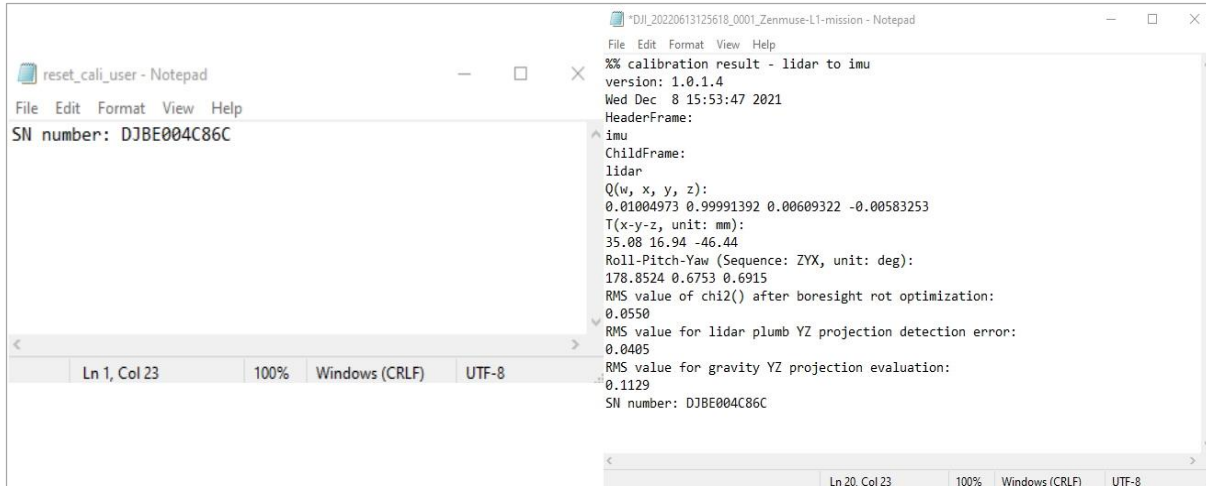 reset_cali_user - Notepad
File Edit Format View Help
SN number: DJBE004C86C
Ln 1, Col 23 100% Windows (CRLF) UTF-8
*DJI_20220613125618_0001_Zenmuse-L1-mission - Notepad
File Edit Format View Help
%% calibration result - lidar to imu
version: 1.0.1.4
Wed Dec  8 15:53:47 2021
HeaderFrame:
imu
ChildFrame:
lidar
Q(w, x, y, z):
0.01004973 0.99991392 0.00609322 -0.00583253
T(x-y-z, unit: mm):
35.08 16.94 -46.44
Roll-Pitch-Yaw (Sequence: ZYX, unit: deg):
178.8524 0.6753 0.6915
RMS value of chi2() after boresight rot optimization:
0.0550
RMS value for lidar plumb YZ projection detection error:
0.0405
RMS value for gravity YZ projection evaluation:
0.1129
SN number: DJBE004C86C
Ln 20, Col 23 100% Windows (CRLF) UTF-8